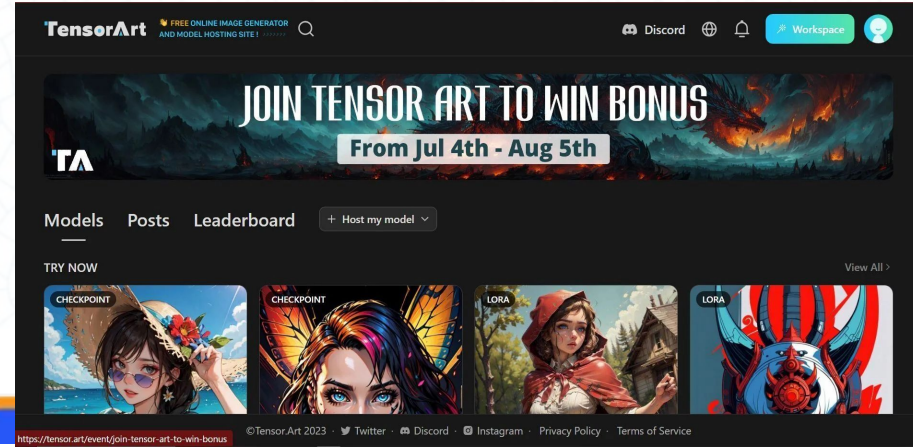 TensorArt
👋 FREE ONLINE IMAGE GENERATOR
AND MODEL HOSTING SITE !
Discord
Workspace
JOIN TENSOR ART TO WIN BONUS
From Jul 4th - Aug 5th
TA
Models Posts Leaderboard + Host my model
TRY NOW
View All >
CHECKPOINT
CHECKPOINT
LORA
LORA
©Tensor.Art 2023 · Twitter · Discord · Instagram · Privacy Policy · Terms of Service
https://tensor.art/event/join-tensor-art-to-win-bonus